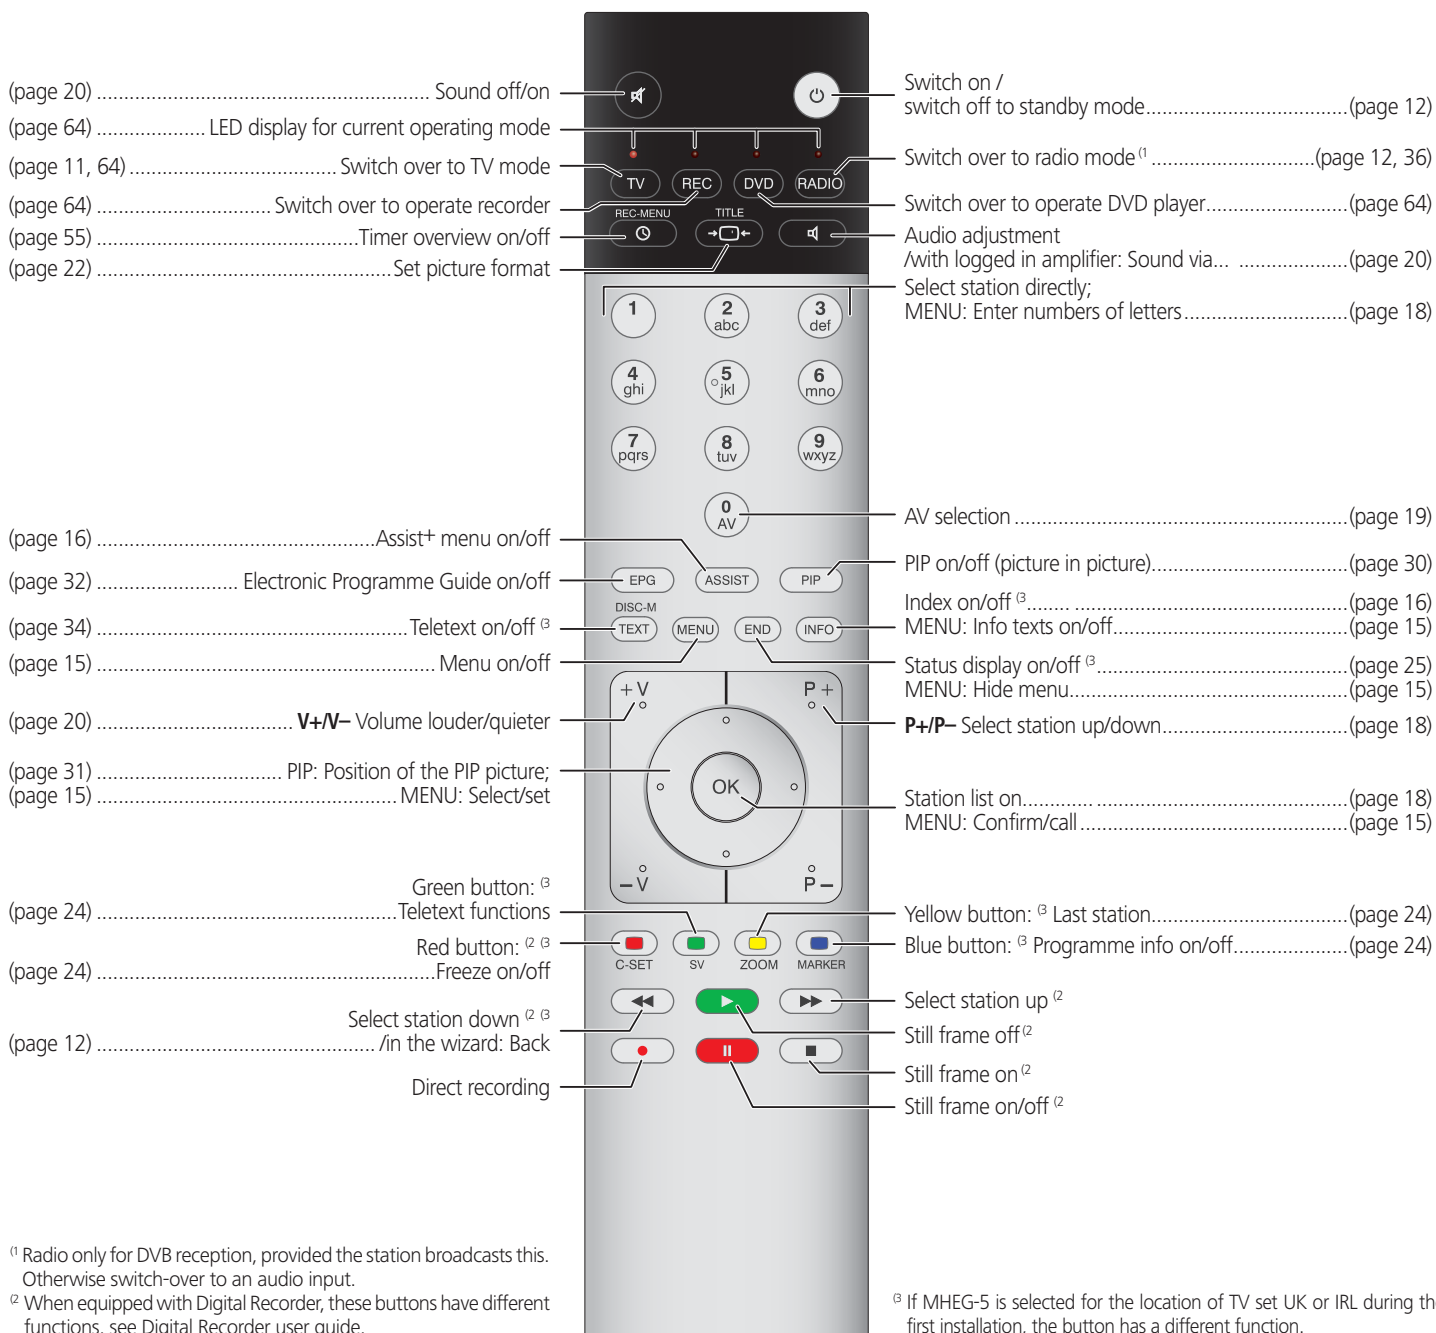 (page 20) ............ Sound off/on
(page 64) ............ LED display for current operating mode
(page 11, 64) ............ Switch over to TV mode
(page 64) ............ Switch over to operate recorder
(page 55) ............ Timer overview on/off
(page 22) ............ Set picture format
(page 16) ............ Assist+ menu on/off
(page 32) ............ Electronic Programme Guide on/off
(page 34) ............ Teletext on/off (3
(page 15) ............ Menu on/off
(page 20) ............ V+/V– Volume louder/quieter
(page 31) ............ PIP: Position of the PIP picture;
(page 15) ............ MENU: Select/set
Green button: (3
(page 24) ............ Teletext functions
Red button: (2 (3
(page 24) ............ Freeze on/off
Select station down (2 (3
(page 12) ............ /in the wizard: Back
Direct recording
TV REC DVD RADIO
REC-MENU TITLE
1 2 3
abc def
4 5 6
ghi jkl mno
7 8 9
pqrs tuv wxyz
0
AV
EPG ASSIST PIP
DISC-M
TEXT MENU END INFO
+ V P +
OK
– V P –
C-SET SV ZOOM MARKER
Switch on /
switch off to standby mode ............ (page 12)
Switch over to radio mode (1 ............ (page 12, 36)
Switch over to operate DVD player ............ (page 64)
Audio adjustment
/with logged in amplifier: Sound via... ............ (page 20)
Select station directly;
MENU: Enter numbers of letters ............ (page 18)
AV selection ............ (page 19)
PIP on/off (picture in picture) ............ (page 30)
Index on/off (3 ............ (page 16)
MENU: Info texts on/off ............ (page 15)
Status display on/off (3 ............ (page 25)
MENU: Hide menu ............ (page 15)
P+/P– Select station up/down ............ (page 18)
Station list on ............ (page 18)
MENU: Confirm/call ............ (page 15)
Yellow button: (3 Last station ............ (page 24)
Blue button: (3 Programme info on/off ............ (page 24)
Select station up (2
Still frame off (2
Still frame on (2
Still frame on/off (2
(1 Radio only for DVB reception, provided the station broadcasts this.
Otherwise switch-over to an audio input.
(2 When equipped with Digital Recorder, these buttons have different
functions, see Digital Recorder user guide.
(3 If MHEG-5 is selected for the location of TV set UK or IRL during th
first installation, the button has a different function.